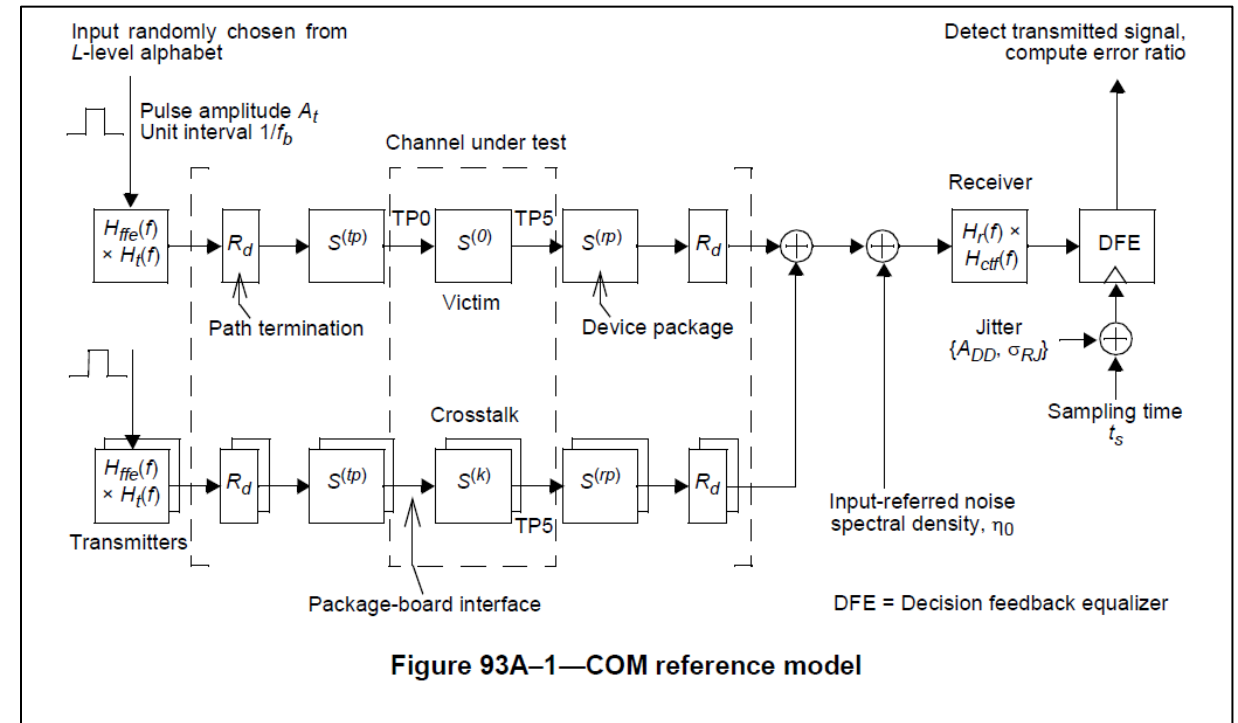 Input randomly chosen from
L-level alphabet
Detect transmitted signal,
compute error ratio
Pulse amplitude At
Unit interval 1/fb
Channel under test
Receiver
Hffe(f)
× Ht(f)
Rd
S(tp)
TP0
S(0)
TP5
S(rp)
Rd
Hr(f) ×
Hctf(f)
DFE
Victim
Path termination
Device package
Jitter
{ADD, σRJ}
Crosstalk
Sampling time
ts
Hffe(f)
× Ht(f)
Rd
S(tp)
S(k)
TP5
S(rp)
Rd
Input-referred noise
spectral density, η0
Transmitters
Package-board interface
DFE = Decision feedback equalizer
Figure 93A–1—COM reference model